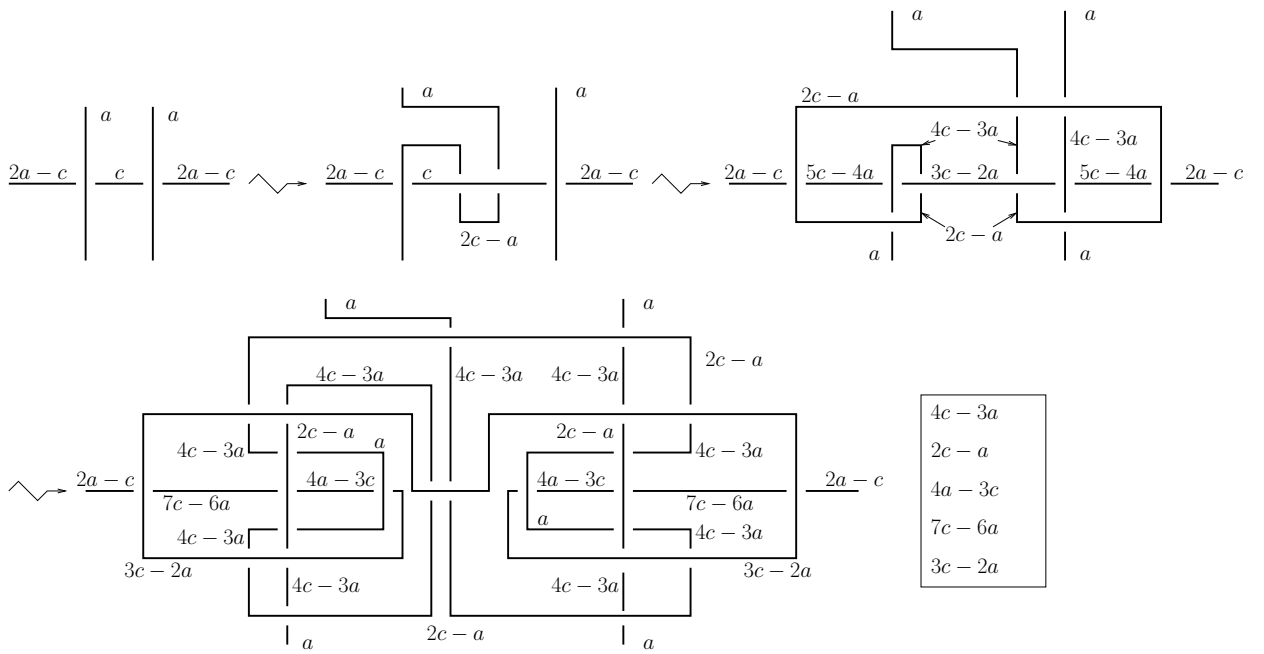 a a
2a − c c 2a − c
a a
2a − c c 2a − c
2c − a
a a
2c − a
4c − 3a 4c − 3a
2a − c 5c − 4a 3c − 2a 5c − 4a 2a − c
2c − a
a a
a a
2c − a
4c − 3a 4c − 3a 4c − 3a
2c − a 2c − a
4c − 3a a 4c − 3a
2a − c 4a − 3c 4a − 3c 2a − c
7c − 6a 7c − 6a
a
4c − 3a 4c − 3a
3c − 2a 3c − 2a
4c − 3a 4c − 3a
2c − a
a a
4c − 3a
2c − a
4a − 3c
7c − 6a
3c − 2a